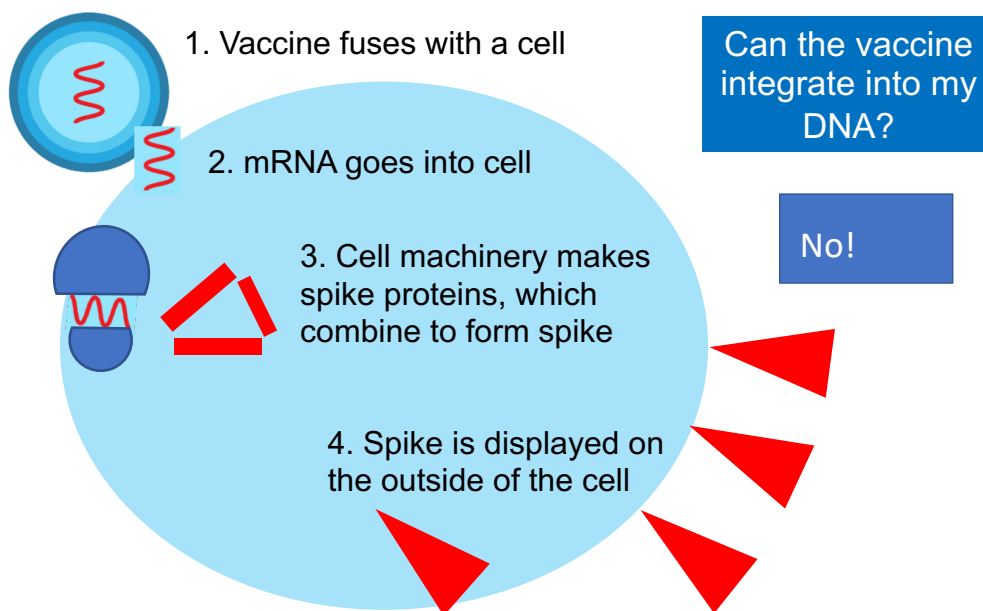 1. Vaccine fuses with a cell
2. mRNA goes into cell
3. Cell machinery makes
spike proteins, which
combine to form spike
4. Spike is displayed on
the outside of the cell
Can the vaccine
integrate into my
DNA?
No!